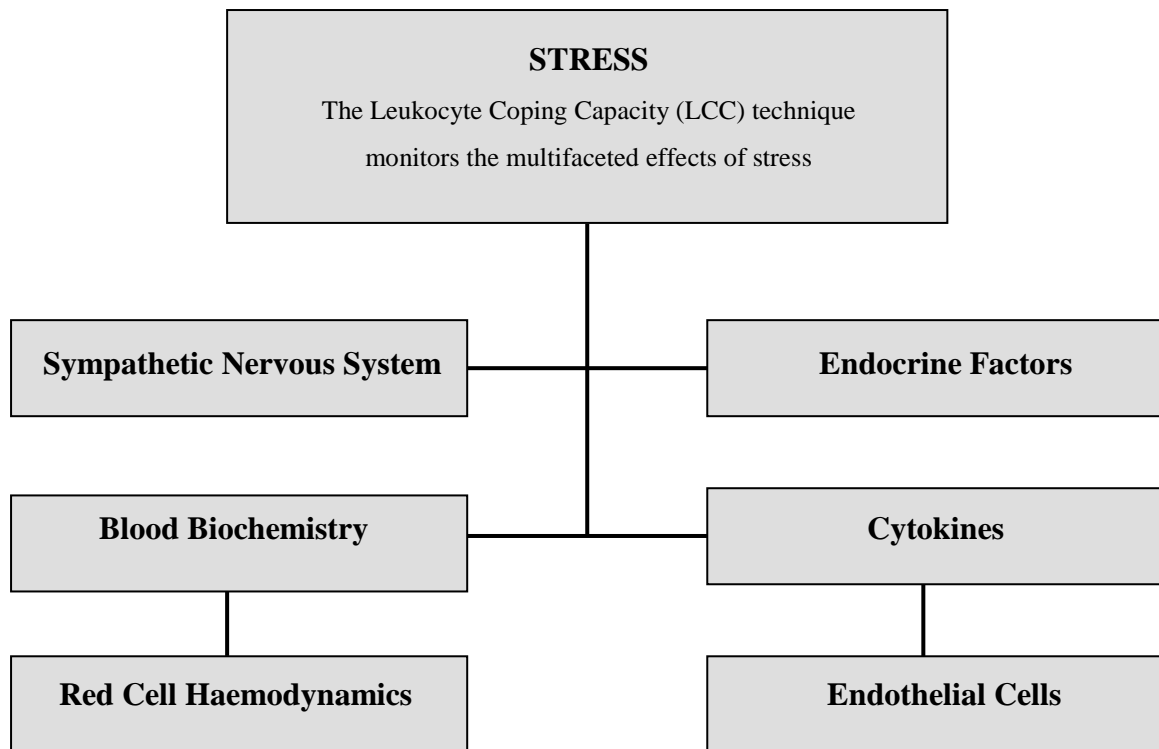 STRESS
The Leukocyte Coping Capacity (LCC) technique
monitors the multifaceted effects of stress
Sympathetic Nervous System
Endocrine Factors
Blood Biochemistry
Cytokines
Red Cell Haemodynamics
Endothelial Cells